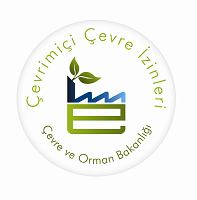 Çevrimiçi Çevre İzinleri
Çevre ve Orman Bakanlığı